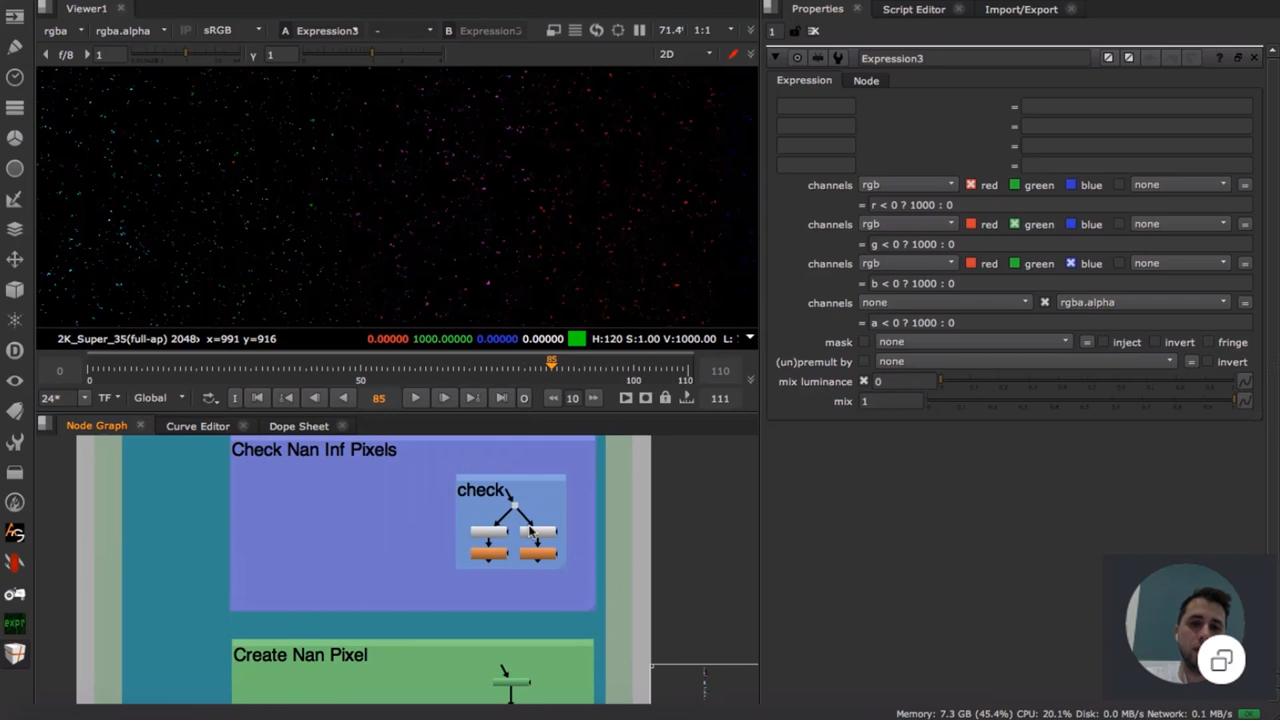 Viewer1
Properties
Script Editor
Import/Export
rgba
rgba.alpha
IP
sRGB
A
Expression3
-
B
Expression3
71.4
1:1
1
f/8
1
γ
1
2D
Expression3
Expression
Node
=
=
=
=
channels
rgb
red
green
blue
none
=
= r < 0 ? 1000 : 0
channels
rgb
red
green
blue
none
=
= g < 0 ? 1000 : 0
channels
rgb
red
green
blue
none
=
= b < 0 ? 1000 : 0
channels
none
rgba.alpha
=
= a < 0 ? 1000 : 0
mask
none
=
inject
invert
fringe
(un)premult by
none
=
invert
mix luminance
0
mix
1
2K_Super_35(full-ap) 2048› x=991 y=916
0.00000
1000.00000
0.00000
0.00000
H:120 S:1.00 V:1000.00 L:
0
85
110
0
50
100
110
24*
TF
Global
I
85
O
10
111
Node Graph
Curve Editor
Dope Sheet
Check Nan Inf Pixels
check
Create Nan Pixel
expr
Memory: 7.3 GB (45.4%) CPU: 20.1% Disk: 0.0 MB/s Network: 0.1 MB/s